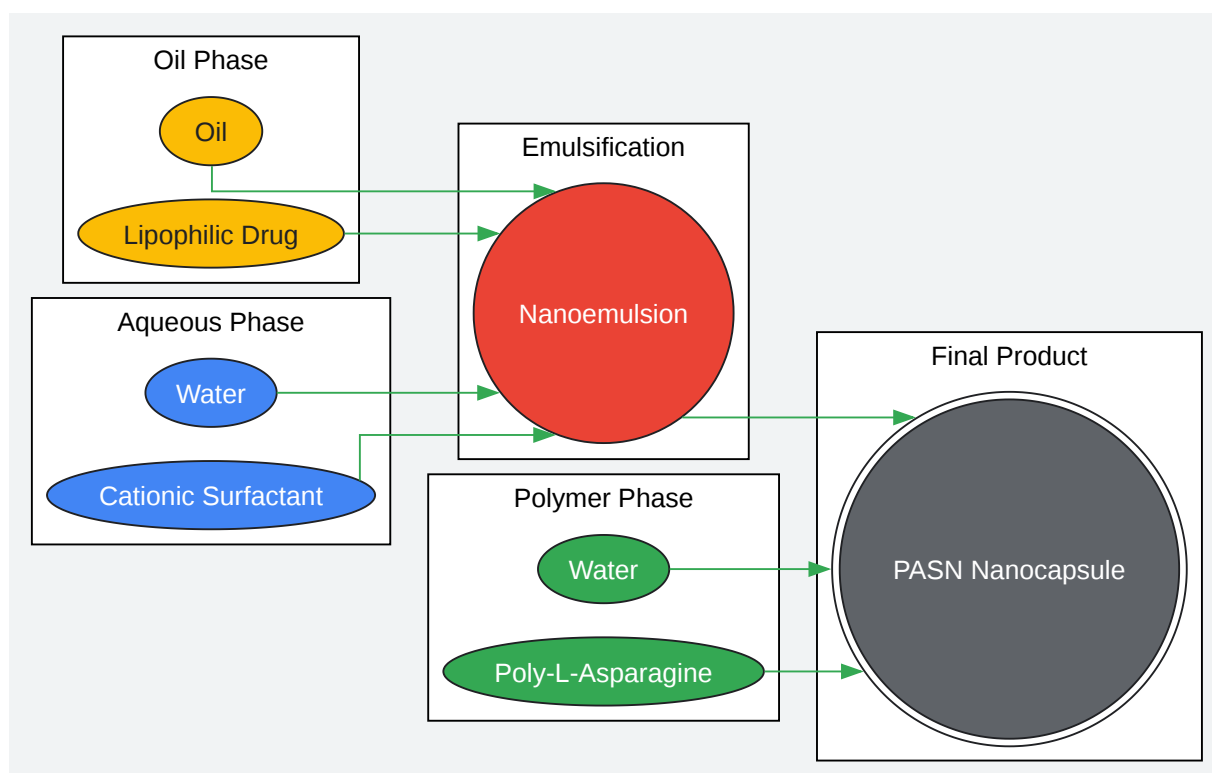 Oil Phase
Oil
Lipophilic Drug
Aqueous Phase
Water
Cationic Surfactant
Emulsification
Nanoemulsion
Polymer Phase
Water
Poly-L-Asparagine
Final Product
PASN Nanocapsule